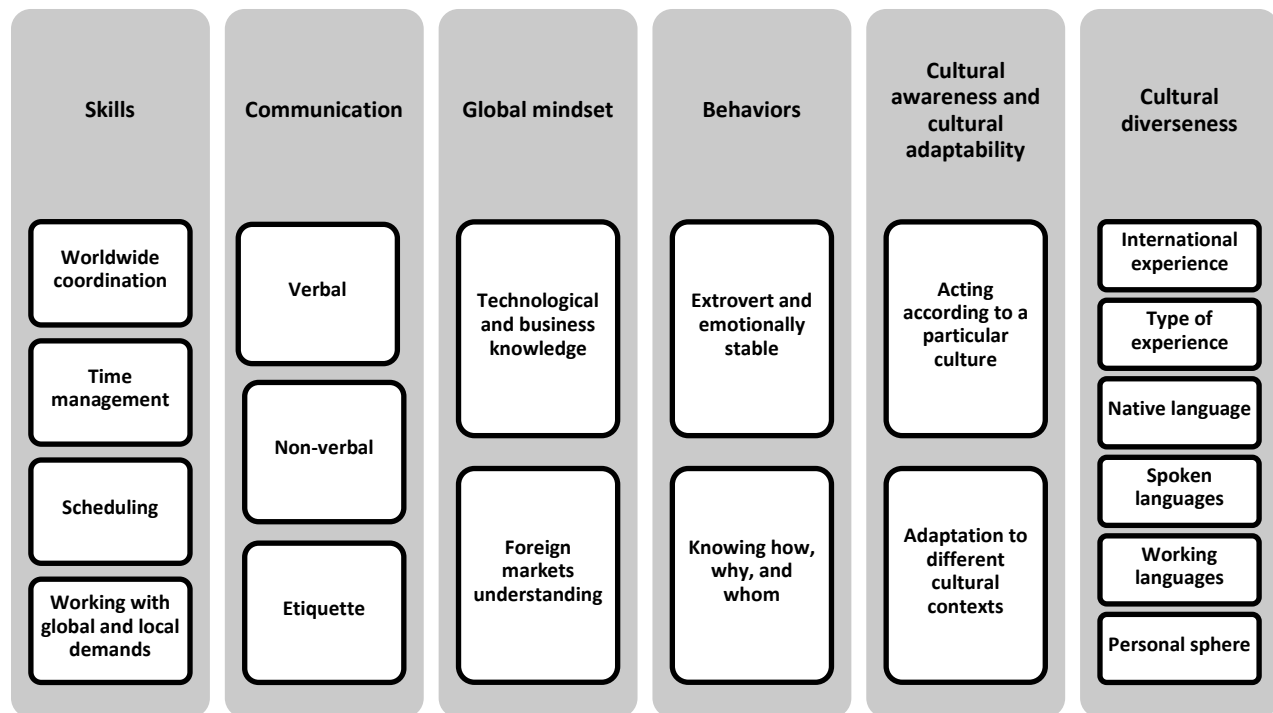 Skills
Worldwide
coordination
Time
management
Scheduling
Working with
global and local
demands
Communication
Verbal
Non-verbal
Etiquette
Global mindset
Technological
and business
knowledge
Foreign
markets
understanding
Behaviors
Extrovert and
emotionally
stable
Knowing how,
why, and
whom
Cultural
awareness and
cultural
adaptability
Acting
according to a
particular
culture
Adaptation to
different
cultural
contexts
Cultural
diverseness
International
experience
Type of
experience
Native language
Spoken
languages
Working
languages
Personal sphere